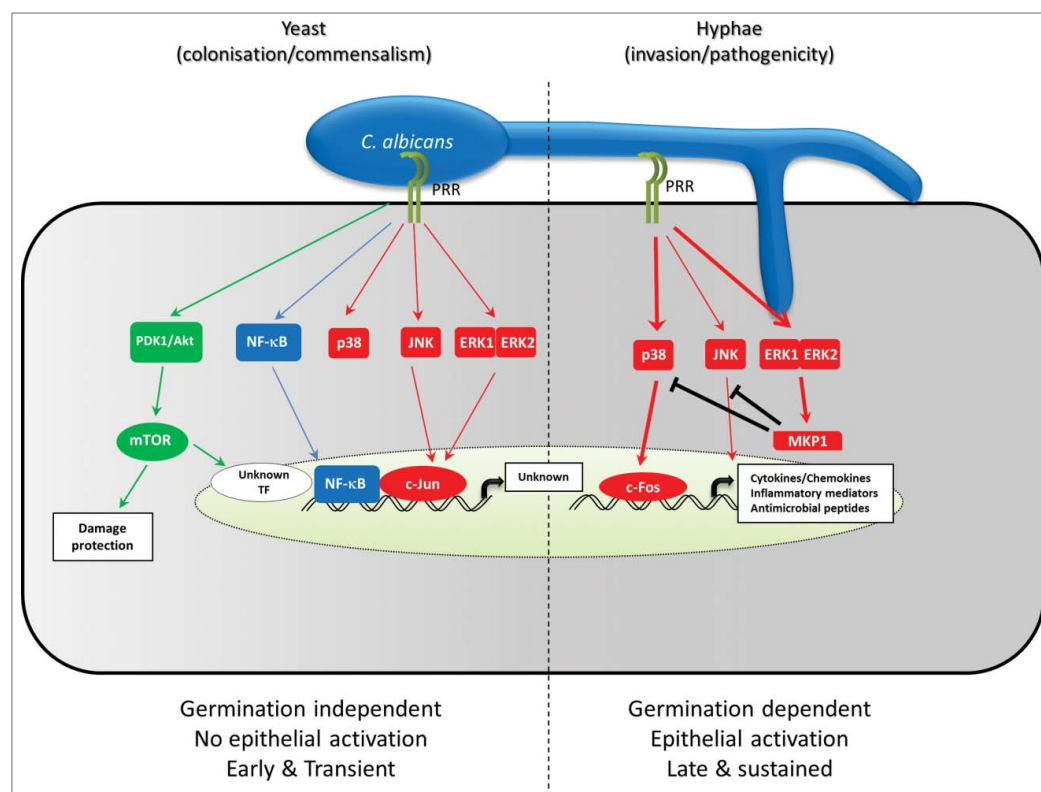 Yeast
(colonisation/commensalism)
Hyphae
(invasion/pathogenicity)
C. albicans
PRR
PRR
PDK1/Akt
NF-κB
p38
JNK
ERK1
ERK2
p38
JNK
ERK1
ERK2
mTOR
MKP1
Unknown
TF
NF-κB
c-Jun
Unknown
c-Fos
Cytokines/Chemokines
Inflammatory mediators
Antimicrobial peptides
Damage
protection
Germination independent
No epithelial activation
Early & Transient
Germination dependent
Epithelial activation
Late & sustained